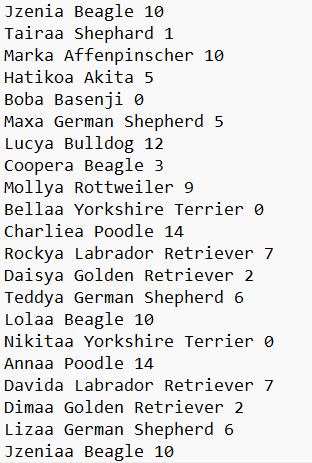 Jzenia Beagle 10
Tairaa Shephard 1
Marka Affenpinscher 10
Hatikoa Akita 5
Boba Basenji 0
Maxa German Shepherd 5
Lucya Bulldog 12
Coopera Beagle 3
Mollya Rottweiler 9
Bellaa Yorkshire Terrier 0
Charliea Poodle 14
Rockya Labrador Retriever 7
Daisya Golden Retriever 2
Teddya German Shepherd 6
Lolaa Beagle 10
Nikitaa Yorkshire Terrier 0
Annaa Poodle 14
Davida Labrador Retriever 7
Dimaa Golden Retriever 2
Lizaa German Shepherd 6
Jzeniaa Beagle 10